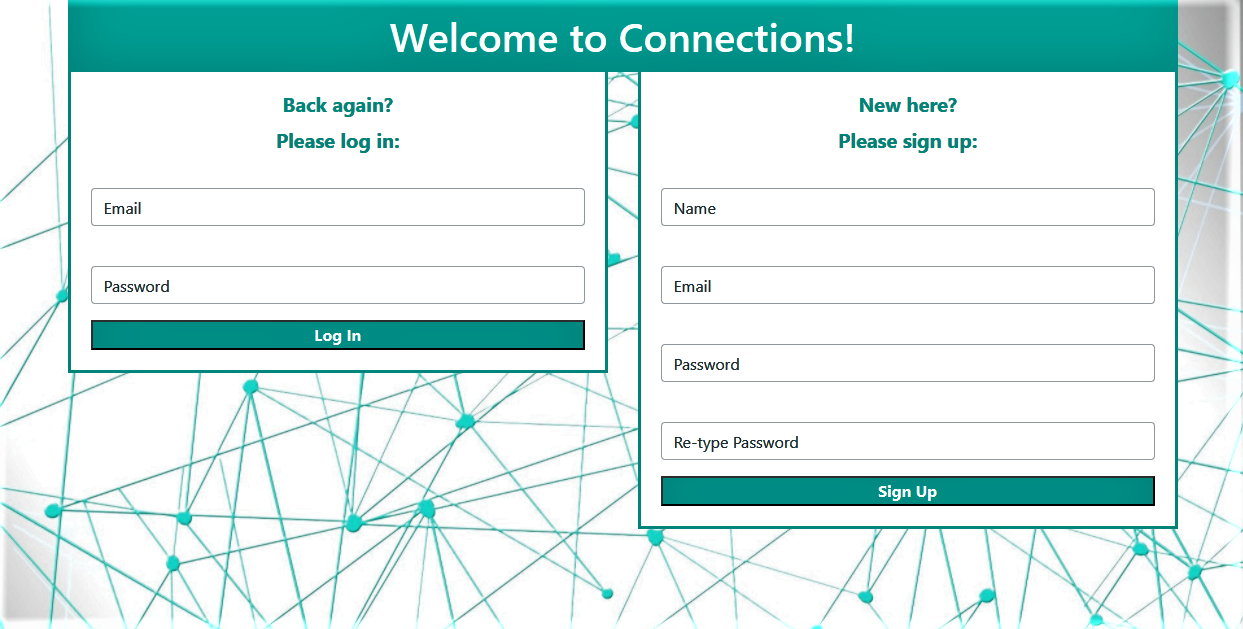 Welcome to Connections!
Back again?
Please log in:
Email
Password
Log In
New here?
Please sign up:
Name
Email
Password
Re-type Password
Sign Up